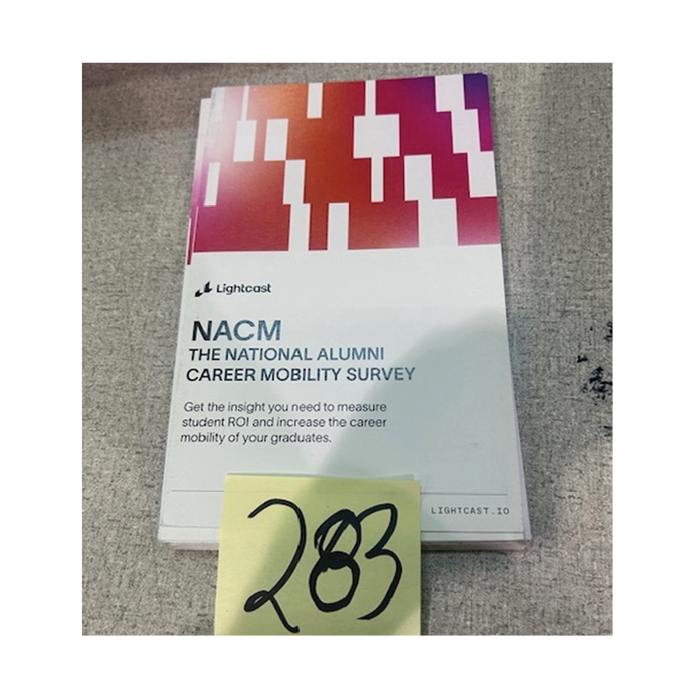 Lightcast
NACM
THE NATIONAL ALUMNI
CAREER MOBILITY SURVEY
Get the insight you need to measure
student ROI and increase the career
mobility of your graduates.
LIGHTCAST.IO
283